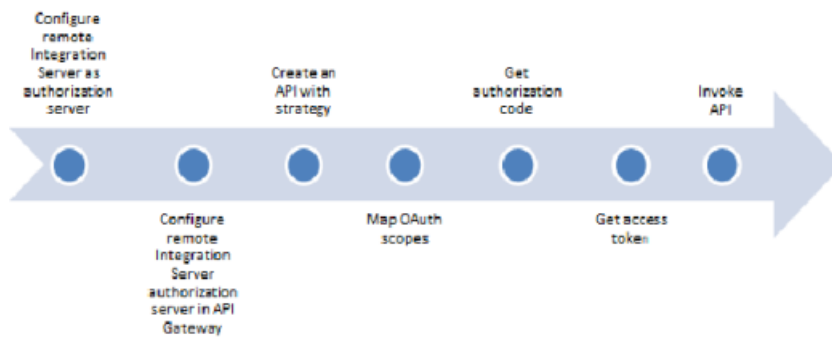 Configure
remote
Integration
Server as
authorization
server
Configure
remote
Integration
Server
authorization
server in API
Gateway
Create an
API with
strategy
Map OAuth
scopes
Get
authorization
code
Get access
token
Invoke
API